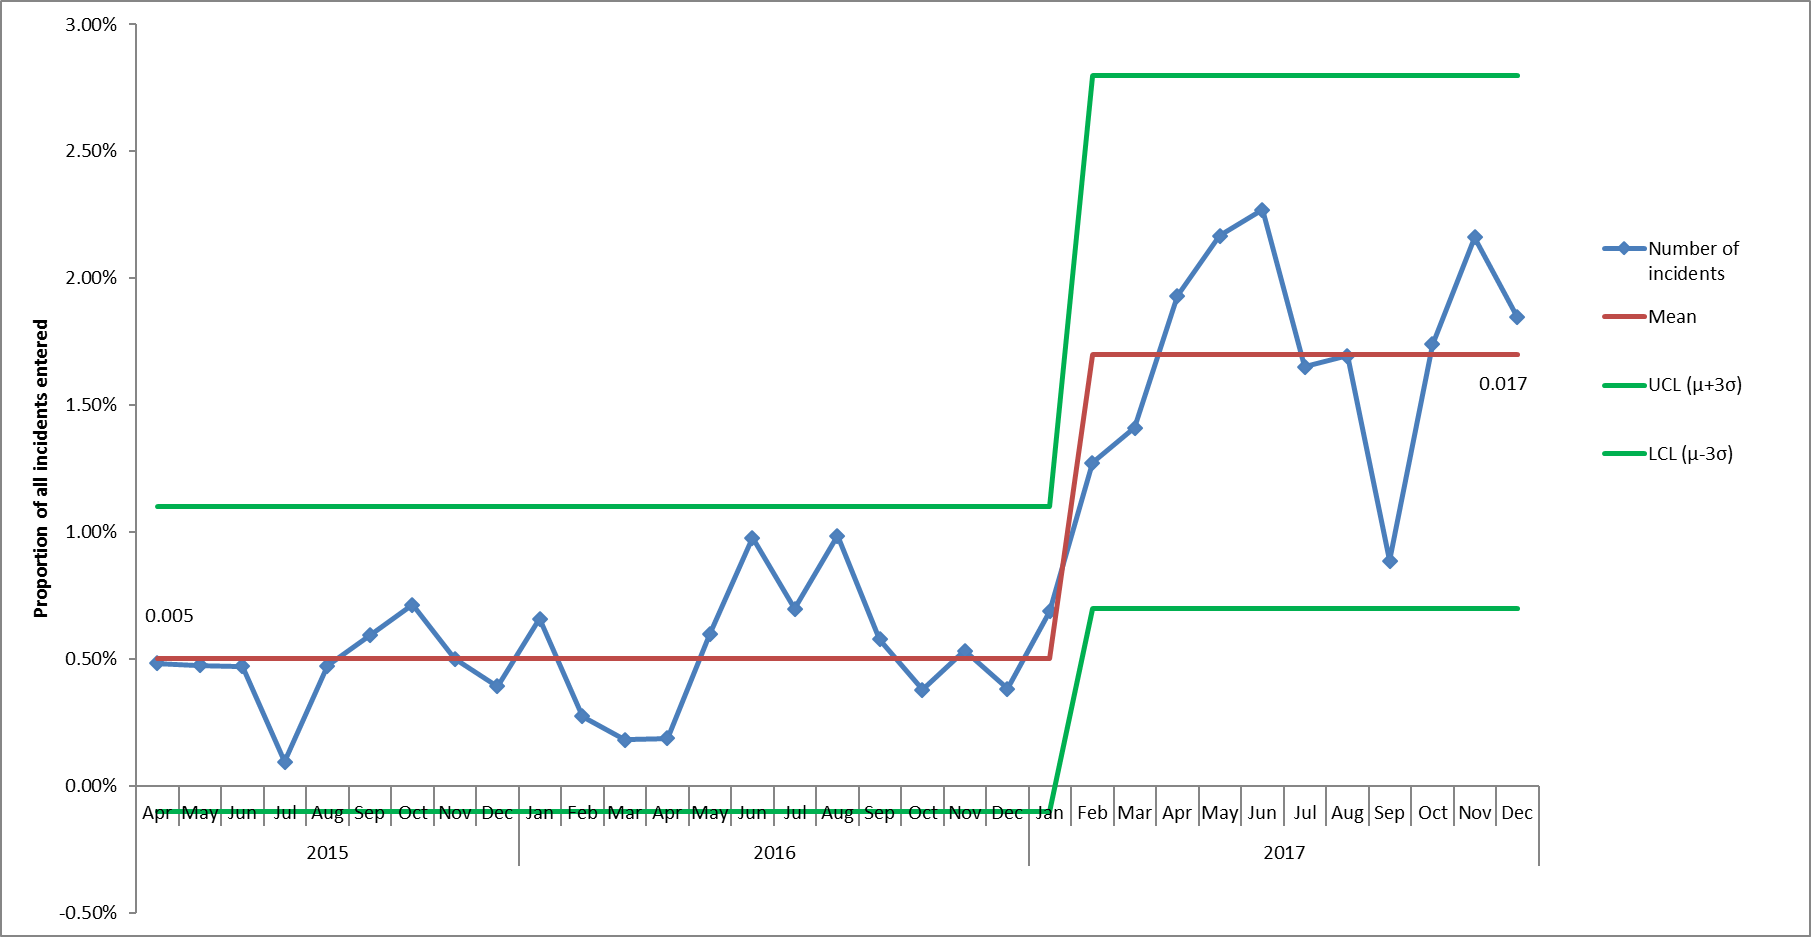 3.00%
2.50%
2.00%
1.50%
1.00%
0.50%
0.00%
-0.50%
Proportion of all incidents entered
0.005
0.017
Apr May Jun Jul Aug Sep Oct Nov Dec Jan Feb Mar Apr May Jun Jul Aug Sep Oct Nov Dec Jan Feb Mar Apr May Jun Jul Aug Sep Oct Nov Dec
2015 2016 2017
Number of
incidents
Mean
UCL (μ+3σ)
LCL (μ-3σ)